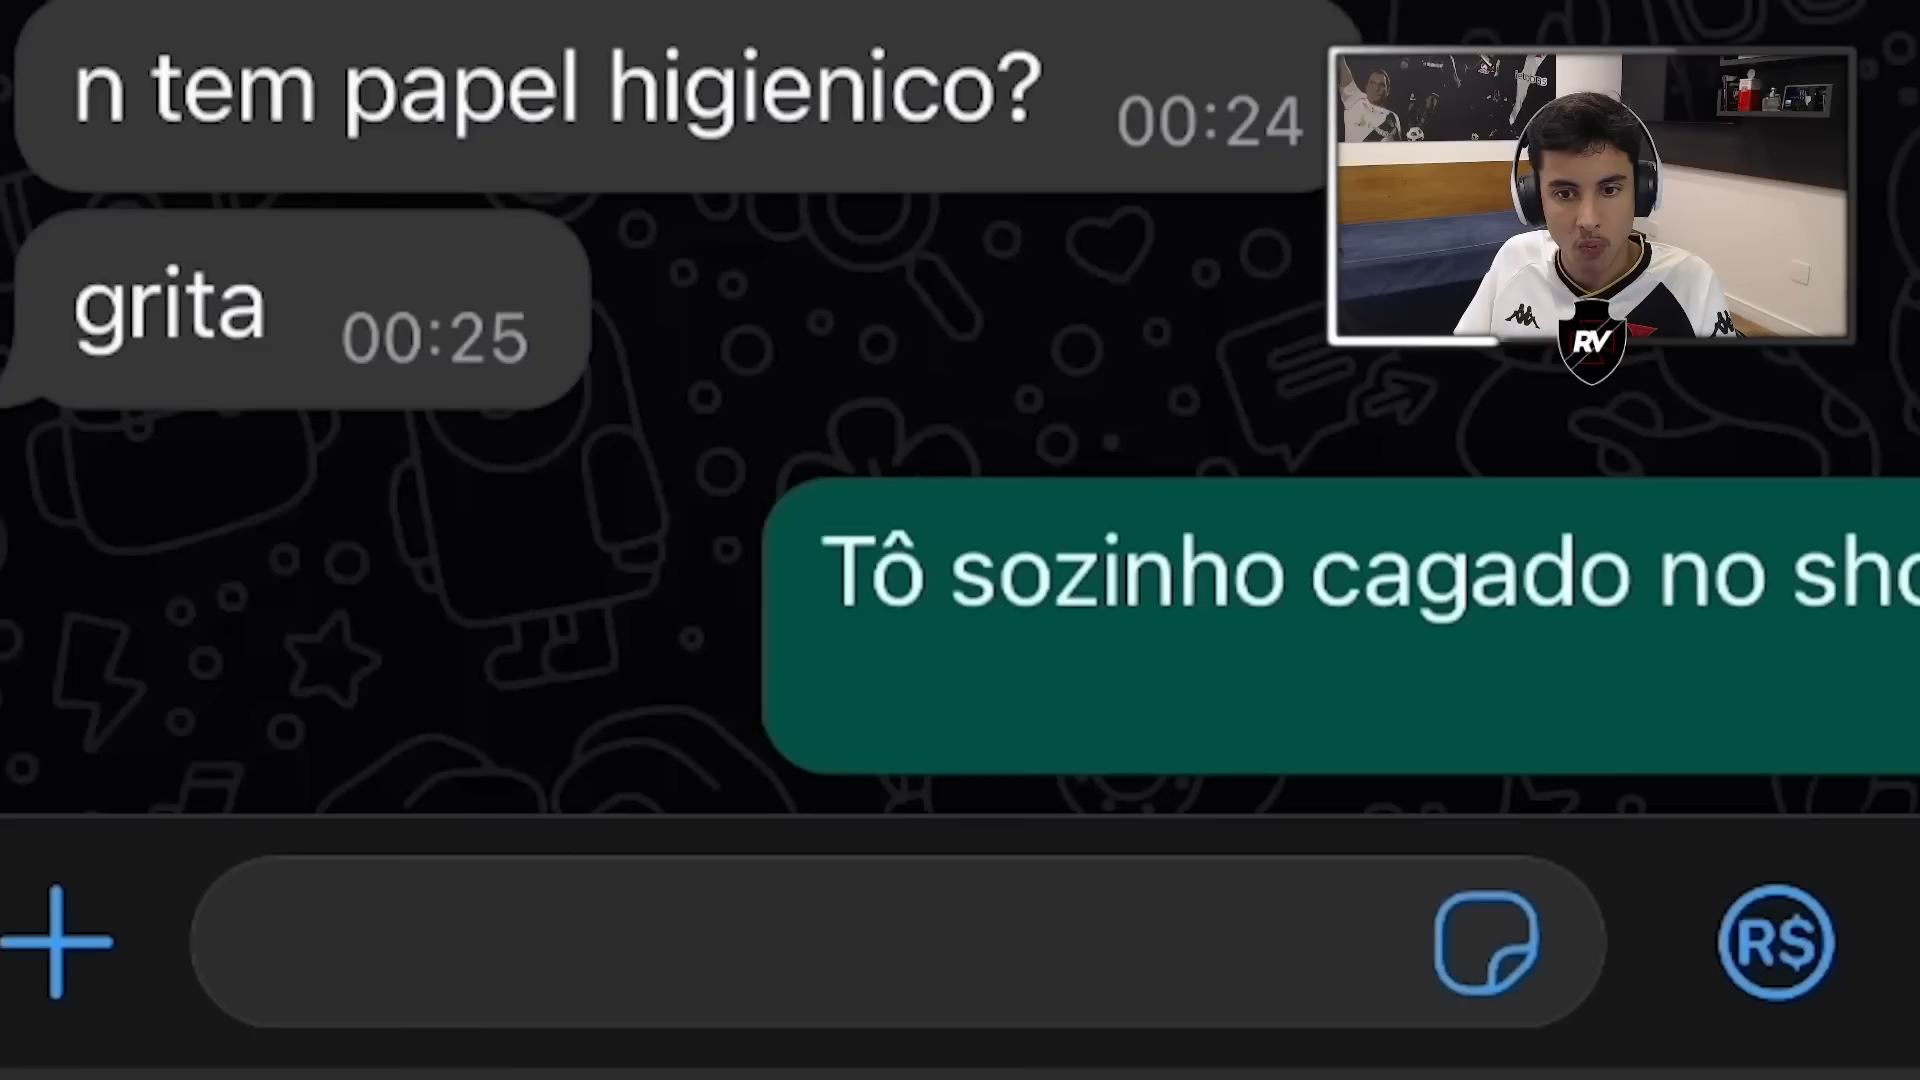 n tem papel higienico?
00:24
grita
00:25
Tô sozinho cagado no sho
RV
R$